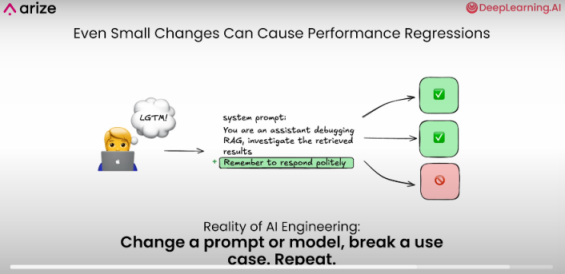 arize
DeepLearning.AI
Even Small Changes Can Cause Performance Regressions
LGTM!
system prompt:
You are an assistant debugging
RAG, investigate the retrieved
results
+ Remember to respond politely
Reality of AI Engineering:
Change a prompt or model, break a use
case. Repeat.